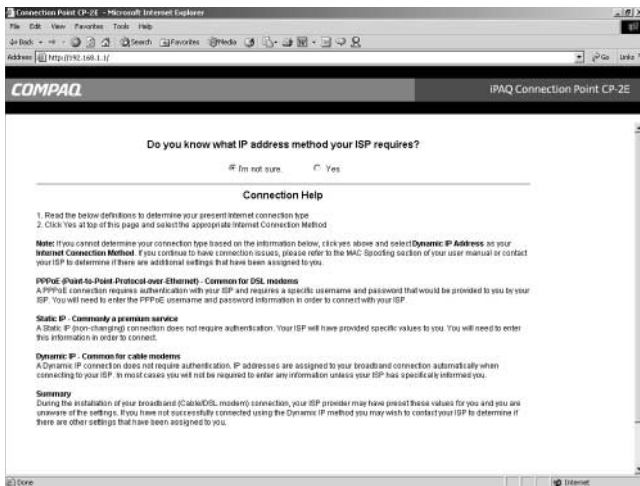 Connection Point CP-2E - Microsoft Internet Explorer
File Edit View Favorites Tools Help
Back Search Favorites Media
Address http://192.168.1.1/ Go Links
COMPAQ iPAQ Connection Point CP-2E
Do you know what IP address method your ISP requires?
I'm not sure. Yes
Connection Help
1. Read the below definitions to determine your present Internet connection type
2. Click Yes at top of this page and select the appropriate Internet Connection Method
Note: If you cannot determine your connection type based on the information below, click yes above and select Dynamic IP Address as your
Internet Connection Method. If you continue to have connection issues, please refer to the MAC Spoofing section of your user manual or contact
your ISP to determine if there are additional settings that have been assigned to you.
PPPoE (Point-to-Point-Protocol-over-Ethernet) - Common for DSL modems
A PPPoE connection requires authentication with your ISP and requires a specific username and password that would be provided to you by your
ISP. You will need to enter the PPPoE username and password information in order to connect with your ISP.
Static IP - Commonly a premium service
A Static IP (non-changing) connection does not require authentication. Your ISP will have provided specific values to you. You will need to enter
this information in order to connect.
Dynamic IP - Common for cable modems
A Dynamic IP connection does not require authentication. IP addresses are assigned to your broadband connection automatically when
connecting to your ISP. In most cases you will not be required to enter any information unless your ISP has specifically informed you.
Summary
During the installation of your broadband (Cable/DSL modem) connection, your ISP provider may have preset these values for you and you are
unaware of the settings. If you have not successfully connected using the Dynamic IP method you may wish to contact your ISP to determine if
there are other settings that have been assigned to you.
Done Internet